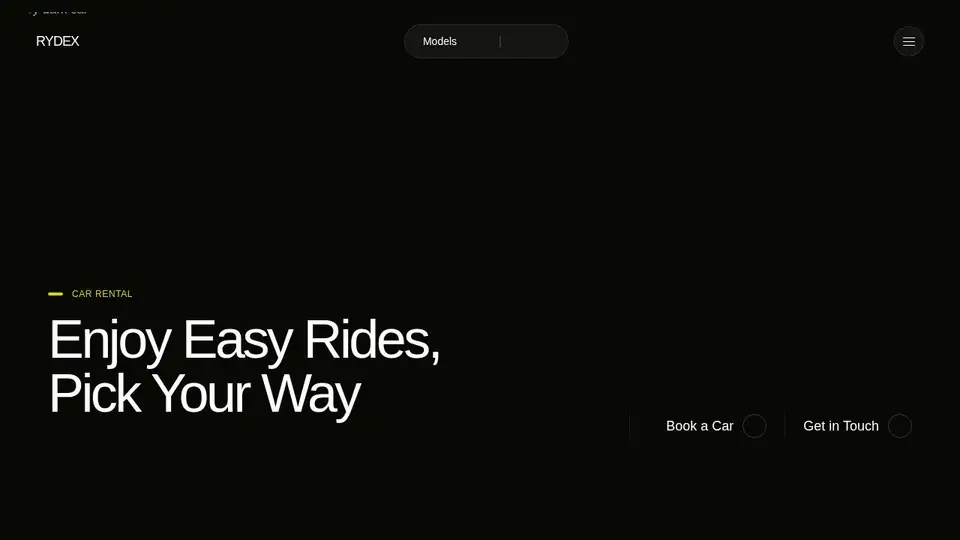 RYDEX
Models
CAR RENTAL
Enjoy Easy Rides,
Pick Your Way
Book a Car
Get in Touch